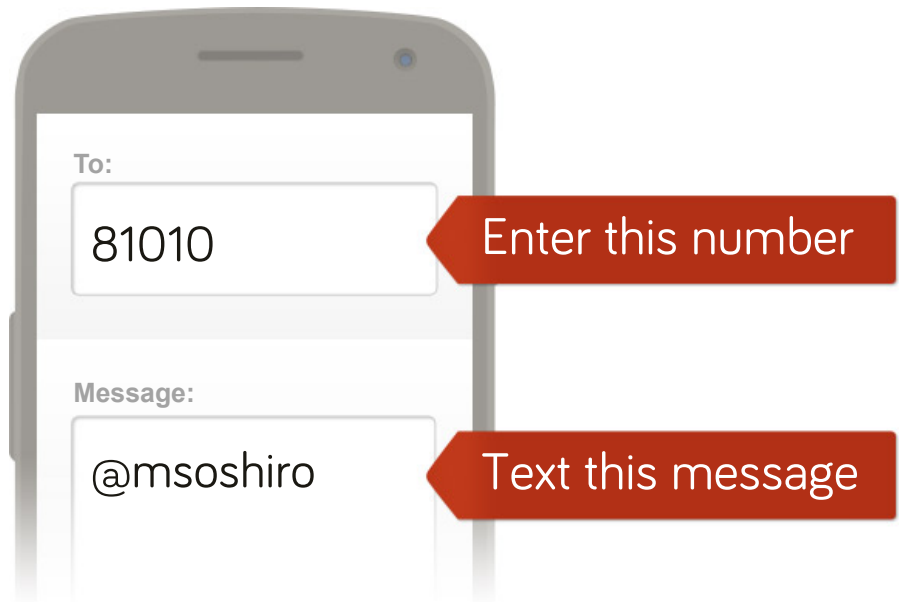 To:
81010
Enter this number
Message:
@msoshiro
Text this message